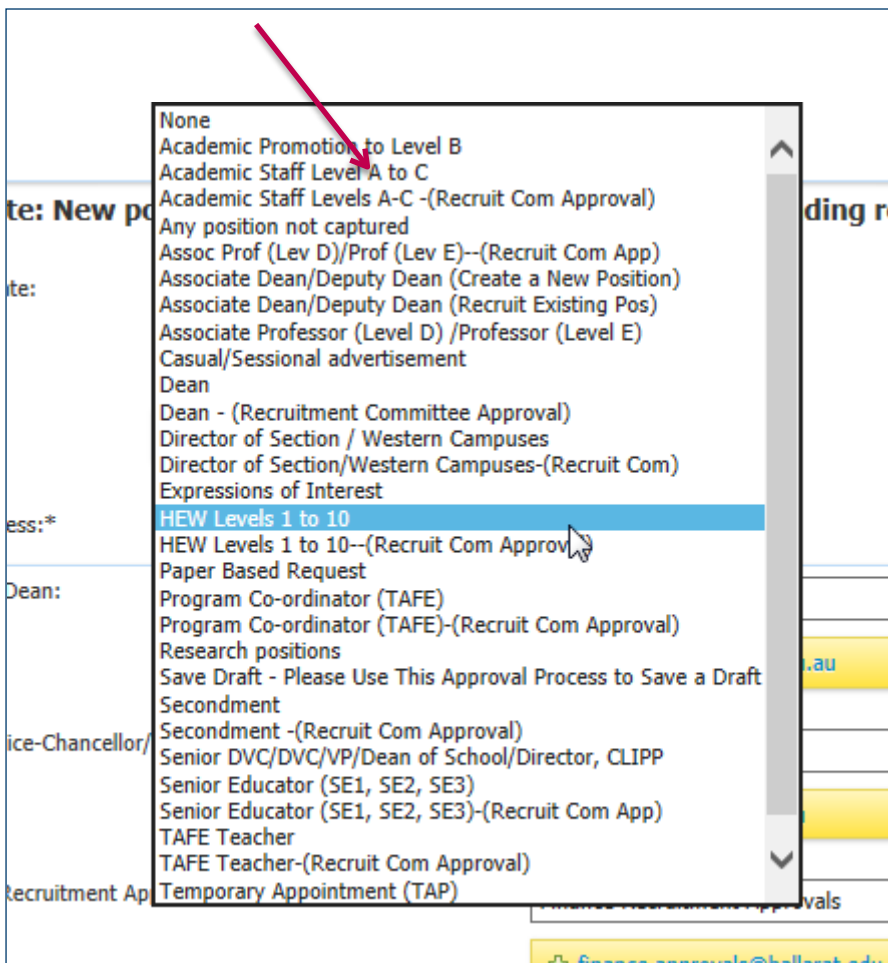 None
Academic Promotion to Level B
Academic Staff Level A to C
Academic Staff Levels A-C -(Recruit Com Approval)
te: New po ding r
Any position not captured
Assoc Prof (Lev D)/Prof (Lev E)--(Recruit Com App)
Associate Dean/Deputy Dean (Create a New Position)
ate:
Associate Dean/Deputy Dean (Recruit Existing Pos)
Associate Professor (Level D) /Professor (Level E)
Casual/Sessional advertisement
Dean
Dean - (Recruitment Committee Approval)
Director of Section / Western Campuses
Director of Section/Western Campuses-(Recruit Com)
Expressions of Interest
HEW Levels 1 to 10
ess:*
HEW Levels 1 to 10--(Recruit Com Approval)
Paper Based Request
Dean:
Program Co-ordinator (TAFE)
Program Co-ordinator (TAFE)-(Recruit Com Approval)
Research positions
u.au
Save Draft - Please Use This Approval Process to Save a Draft
Secondment
Secondment -(Recruit Com Approval)
ice-Chancellor/
Senior DVC/DVC/VP/Dean of School/Director, CLIPP
Senior Educator (SE1, SE2, SE3)
Senior Educator (SE1, SE2, SE3)-(Recruit Com App)
TAFE Teacher
TAFE Teacher-(Recruit Com Approval)
Recruitment Ap
Temporary Appointment (TAP)